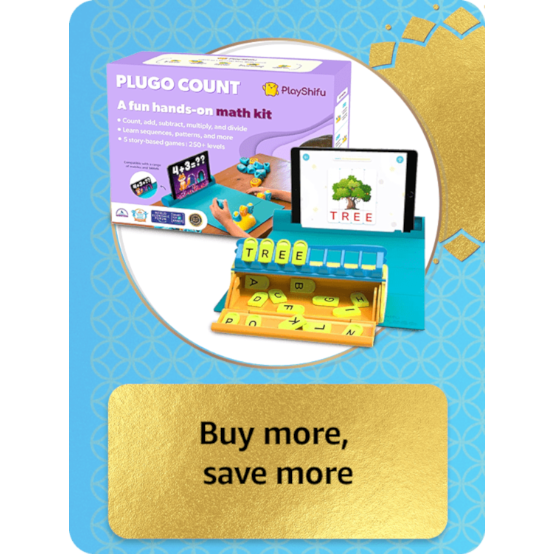 PLUGO COUNT
PlayShifu
A fun hands-on math kit
• Count, add, subtract, multiply, and divide
• Learn sequences, patterns, and more
• 5 story-based games : 250+ levels
4+3=??
TREE
TREE
Buy more,
save more